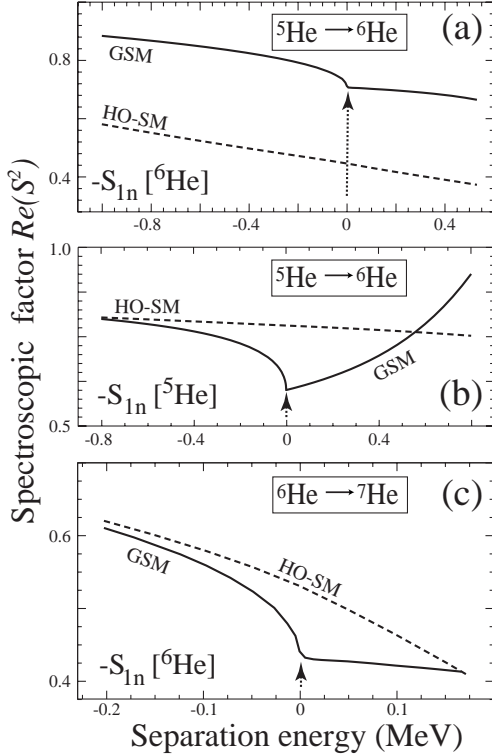 Spectroscopic factor Re(S²)
⁵He → ⁶He
(a)
0.8
GSM
HO-SM
0.4
-S₁ₙ [⁶He]
-0.8 -0.4 0 0.4
1.0
⁵He → ⁶He
HO-SM
GSM
-S₁ₙ [⁵He]
(b)
0.5
-0.8 -0.4 0 0.4
⁶He → ⁷He
(c)
0.6
GSM
HO-SM
-S₁ₙ [⁶He]
0.4
-0.2 -0.1 0 0.1
Separation energy (MeV)